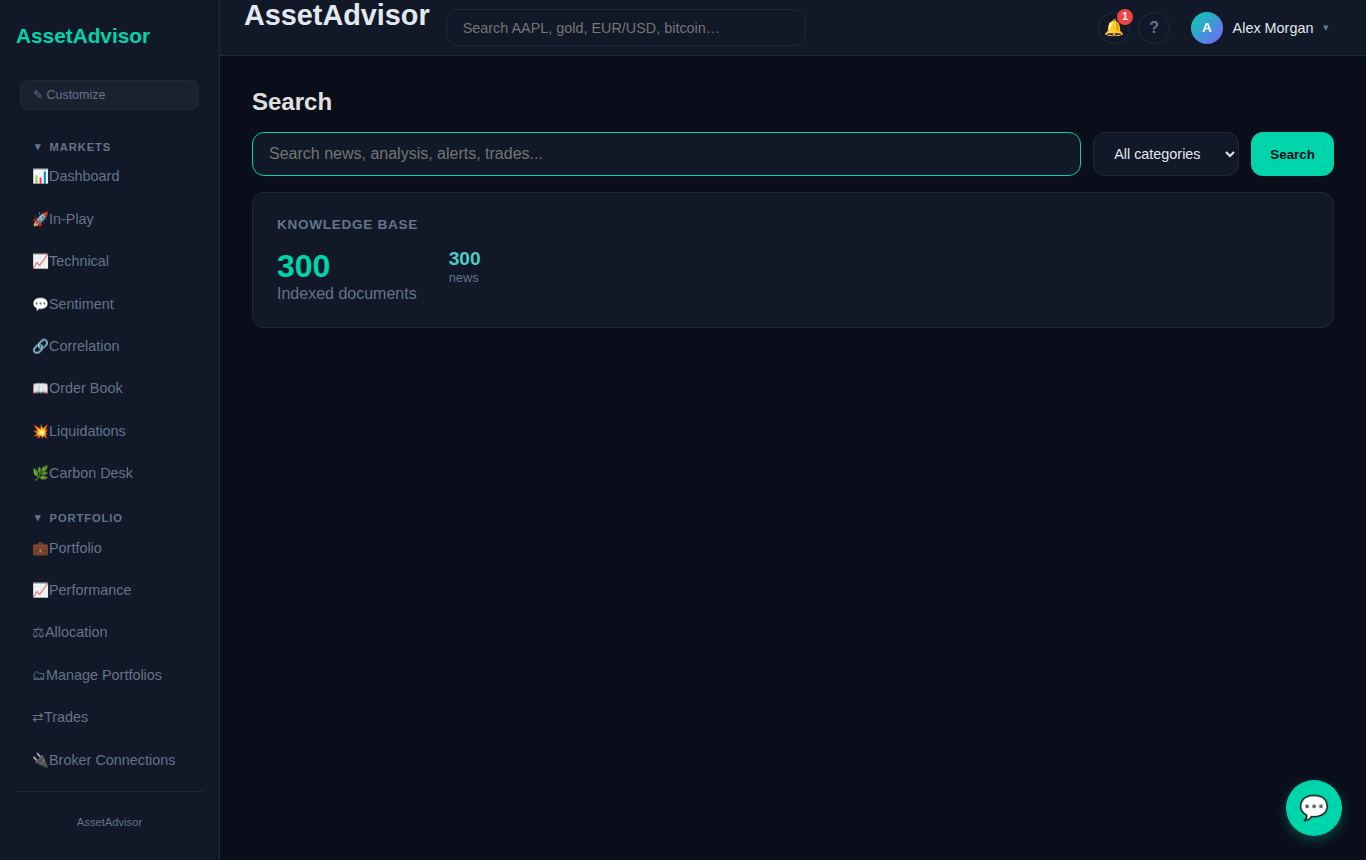 AssetAdvisor
✎ Customize
▼ MARKETS
📊Dashboard
🚀In-Play
📈Technical
💬Sentiment
🔗Correlation
📖Order Book
💥Liquidations
🌿Carbon Desk
▼ PORTFOLIO
💼Portfolio
📈Performance
⚖Allocation
🗂Manage Portfolios
⇄Trades
🔌Broker Connections
AssetAdvisor
AssetAdvisor
Search AAPL, gold, EUR/USD, bitcoin…
🔔 1
?
A Alex Morgan ▾
Search
Search news, analysis, alerts, trades...
All categories
Search
KNOWLEDGE BASE
300
Indexed documents
300
news
💬